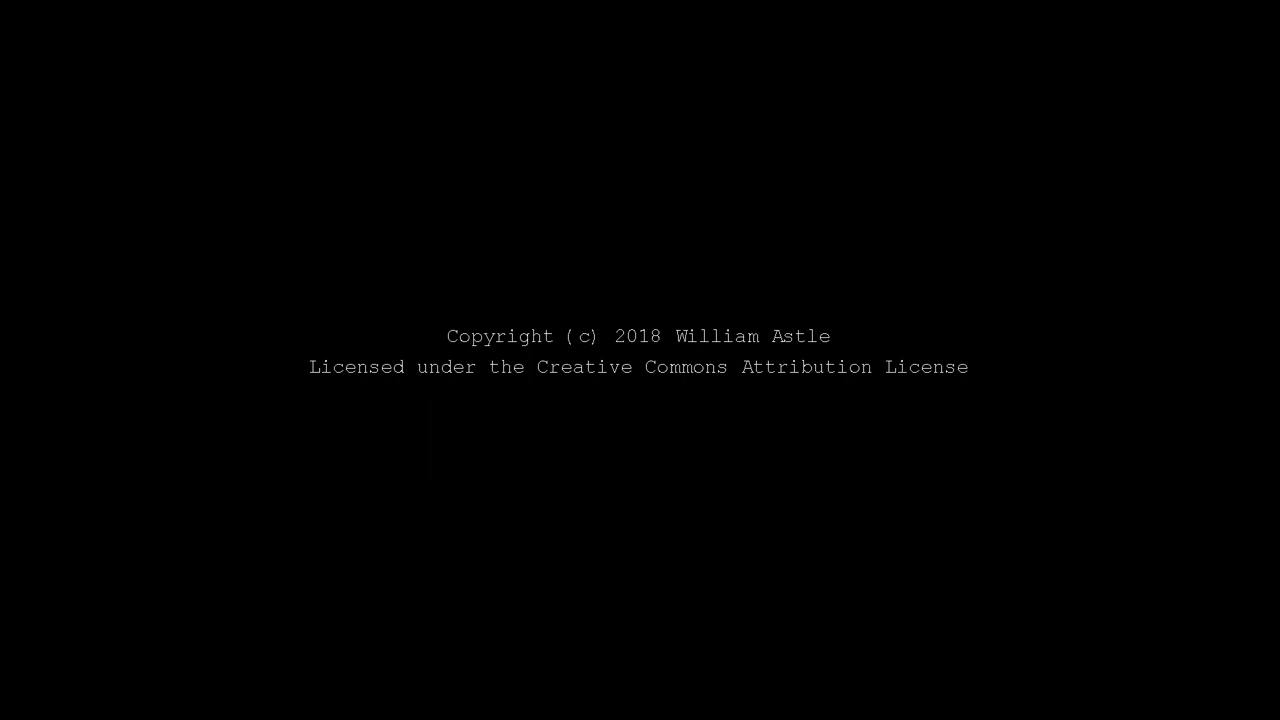 Copyright (c) 2018 William Astle
Licensed under the Creative Commons Attribution License